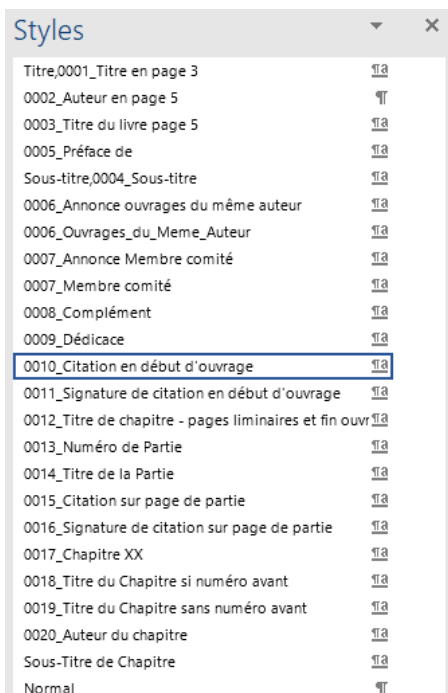 Styles
Titre,0001_Titre en page 3
0002_Auteur en page 5
0003_Titre du livre page 5
0005_Préface de
Sous-titre,0004_Sous-titre
0006_Annonce ouvrages du même auteur
0006_Ouvrages_du_Meme_Auteur
0007_Annonce Membre comité
0007_Membre comité
0008_Complément
0009_Dédicace
0010_Citation en début d'ouvrage
0011_Signature de citation en début d'ouvrage
0012_Titre de chapitre - pages liminaires et fin ouvr
0013_Numéro de Partie
0014_Titre de la Partie
0015_Citation sur page de partie
0016_Signature de citation sur page de partie
0017_Chapitre XX
0018_Titre du Chapitre si numéro avant
0019_Titre du Chapitre sans numéro avant
0020_Auteur du chapitre
Sous-Titre de Chapitre
Normal